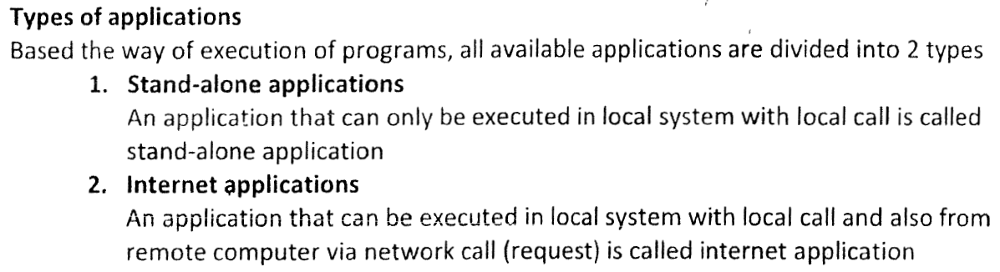 Types of applications
Based the way of execution of programs, all available applications are divided into 2 types
1. Stand-alone applications
An application that can only be executed in local system with local call is called
stand-alone application
2. Internet applications
An application that can be executed in local system with local call and also from
remote computer via network call (request) is called internet application